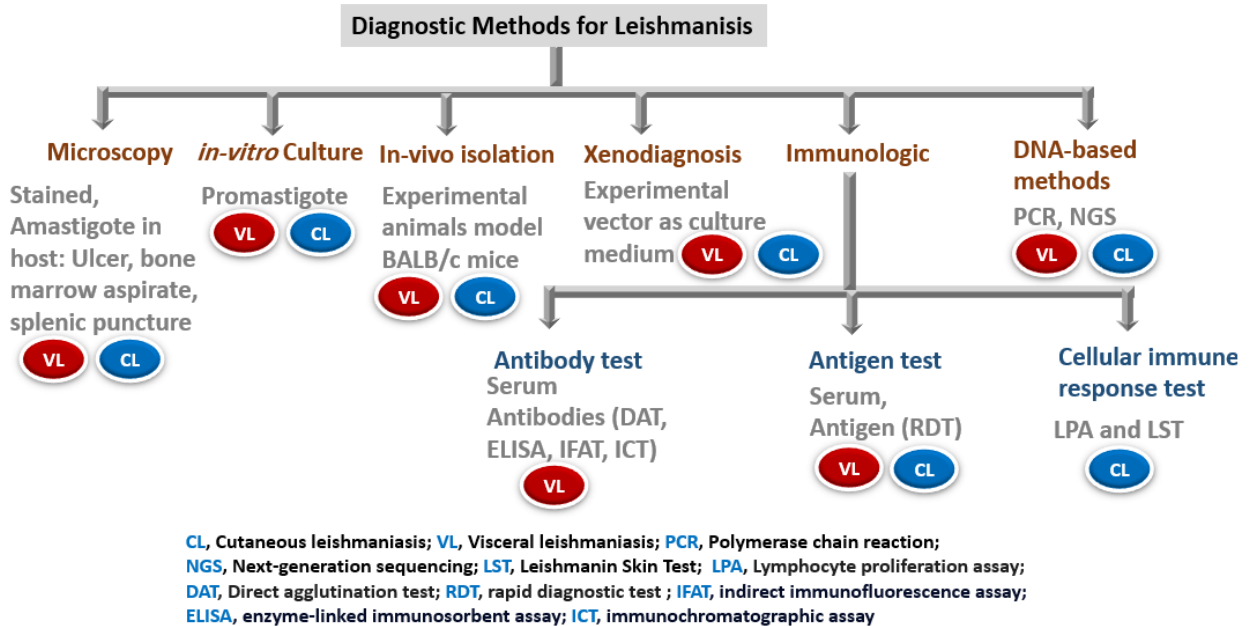 Diagnostic Methods for Leishmanisis
Microscopy
Stained,
Amastigote in
host: Ulcer, bone
marrow aspirate,
splenic puncture
VL CL
in-vitro Culture
Promastigote
VL CL
In-vivo isolation
Experimental
animals model
BALB/c mice
VL CL
Xenodiagnosis
Experimental
vector as culture
medium VL CL
Immunologic
DNA-based
methods
PCR, NGS
VL CL
Antibody test
Serum
Antibodies (DAT,
ELISA, IFAT, ICT)
VL
Antigen test
Serum,
Antigen (RDT)
VL CL
Cellular immune
response test
LPA and LST
CL
CL, Cutaneous leishmaniasis; VL, Visceral leishmaniasis; PCR, Polymerase chain reaction;
NGS, Next-generation sequencing; LST, Leishmanin Skin Test; LPA, Lymphocyte proliferation assay;
DAT, Direct agglutination test; RDT, rapid diagnostic test ; IFAT, indirect immunofluorescence assay;
ELISA, enzyme-linked immunosorbent assay; ICT, immunochromatographic assay